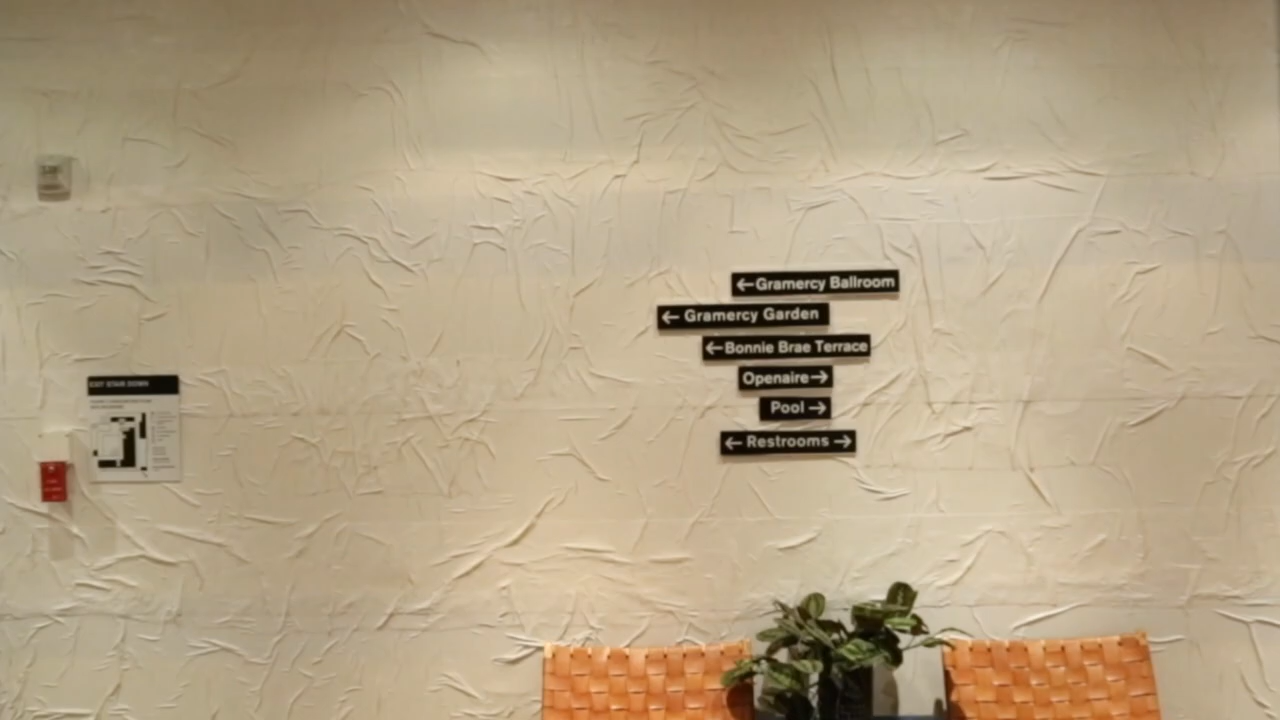 ←Gramercy Ballroom
← Gramercy Garden
←Bonnie Brae Terrace
Openaire→
Pool →
← Restrooms →
EXIT STAIR DOWN